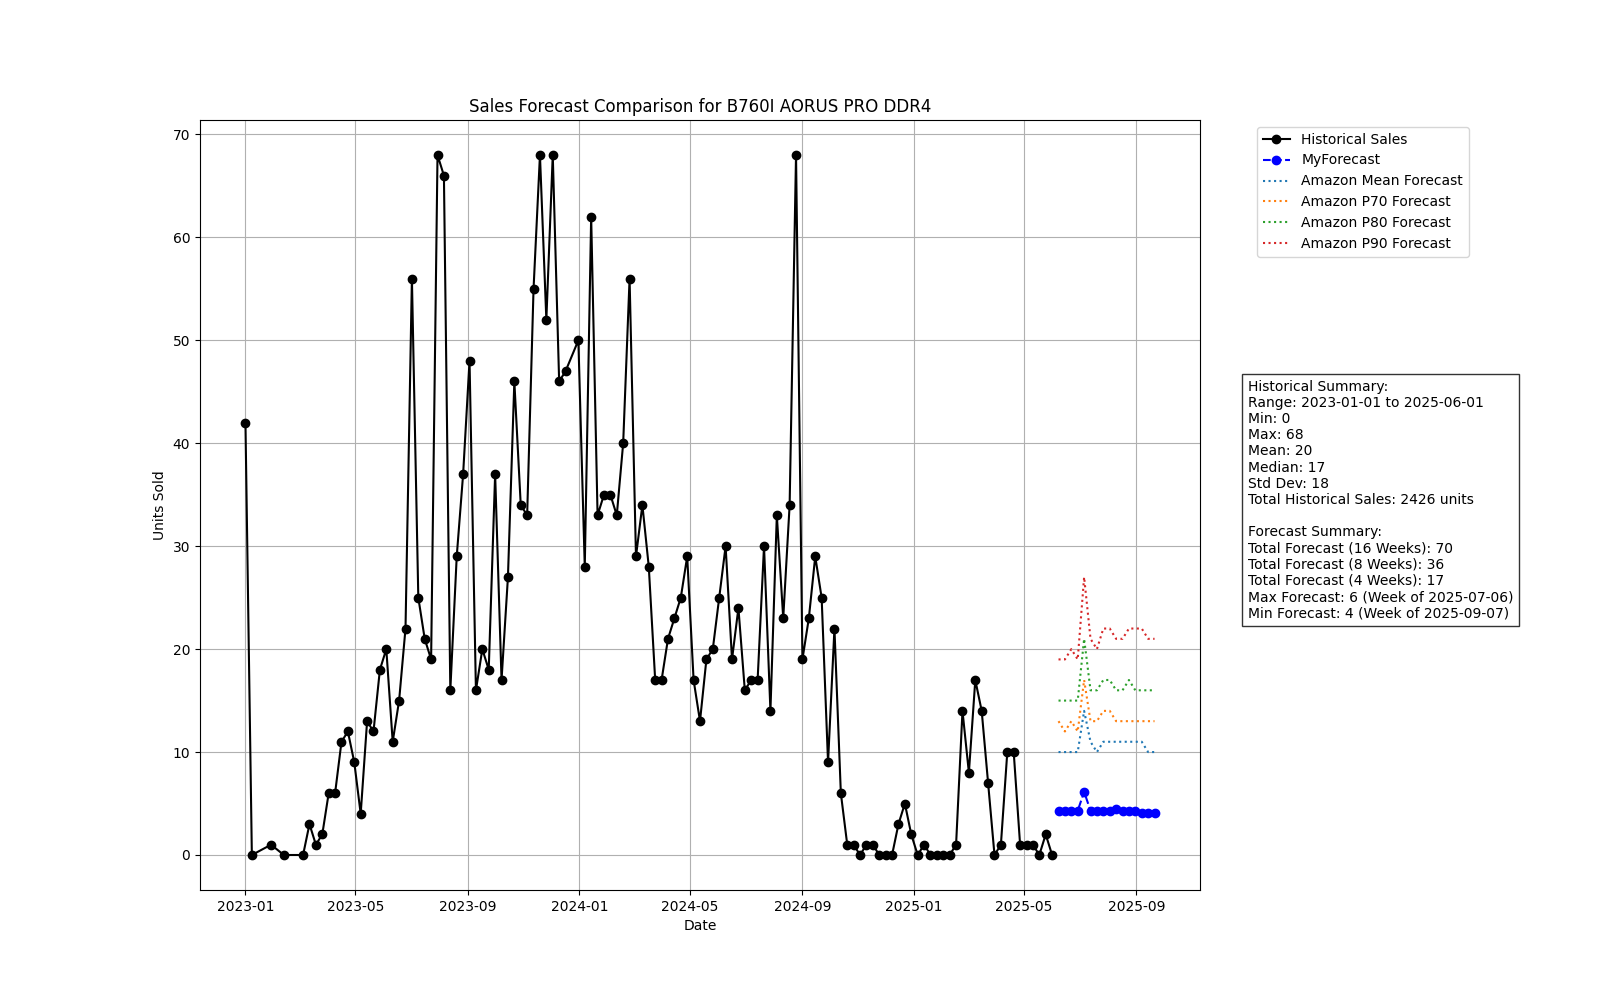 Sales Forecast Comparison for B760I AORUS PRO DDR4
70
60
50
40
30
20
10
0
Units Sold
2023-01 2023-05 2023-09 2024-01 2024-05 2024-09 2025-01 2025-05 2025-09
Date
Historical Sales
MyForecast
Amazon Mean Forecast
Amazon P70 Forecast
Amazon P80 Forecast
Amazon P90 Forecast
Historical Summary:
Range: 2023-01-01 to 2025-06-01
Min: 0
Max: 68
Mean: 20
Median: 17
Std Dev: 18
Total Historical Sales: 2426 units
Forecast Summary:
Total Forecast (16 Weeks): 70
Total Forecast (8 Weeks): 36
Total Forecast (4 Weeks): 17
Max Forecast: 6 (Week of 2025-07-06)
Min Forecast: 4 (Week of 2025-09-07)